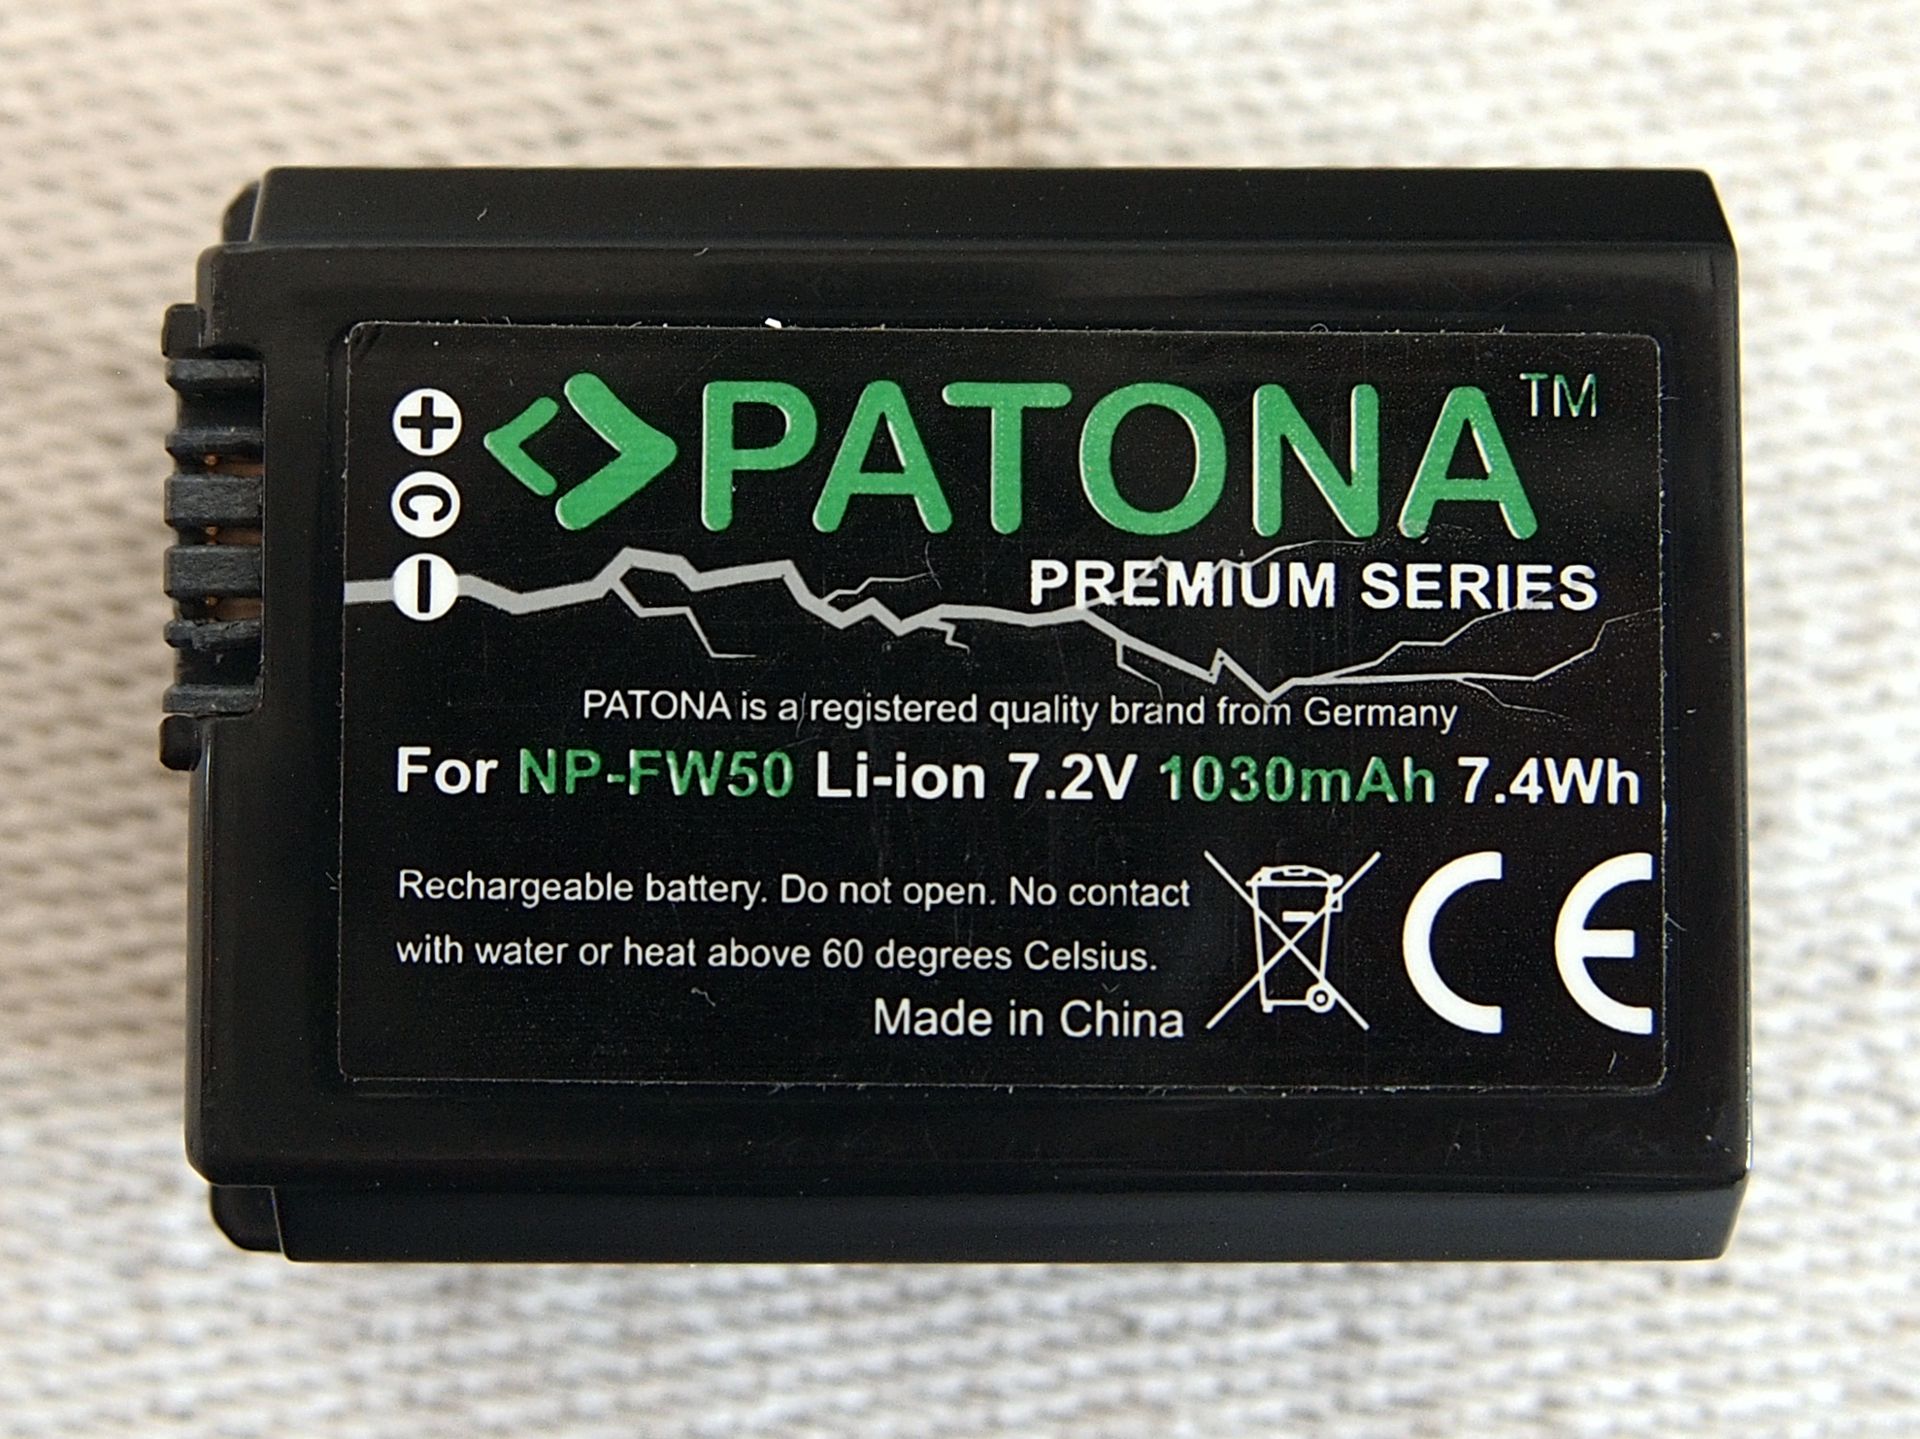 PATONA™
+
C
−
PREMIUM SERIES
PATONA is a registered quality brand from Germany
For NP-FW50 Li-ion 7.2V 1030mAh 7.4Wh
Rechargeable battery. Do not open. No contact
with water or heat above 60 degrees Celsius.
Made in China
CE